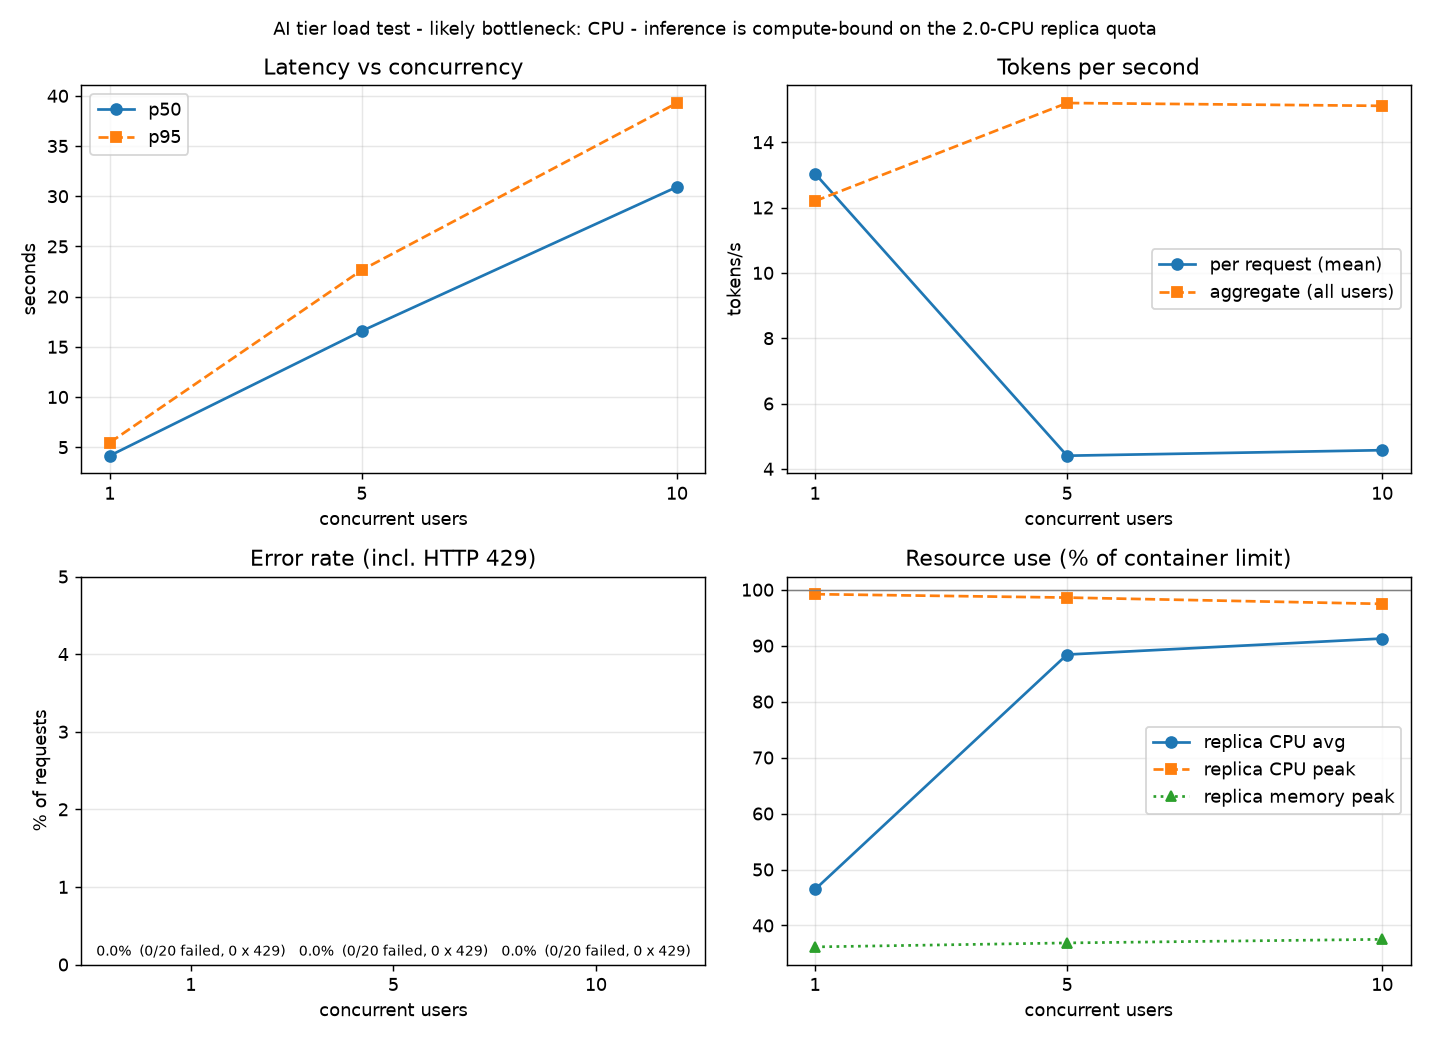 AI tier load test - likely bottleneck: CPU - inference is compute-bound on the 2.0-CPU replica quota
Latency vs concurrency
40
35
30
25
20
15
10
5
seconds
p50
p95
1
5
10
concurrent users
Tokens per second
14
12
10
8
6
4
tokens/s
per request (mean)
aggregate (all users)
1
5
10
concurrent users
Error rate (incl. HTTP 429)
5
4
3
2
1
0
% of requests
0.0% (0/20 failed, 0 x 429)
0.0% (0/20 failed, 0 x 429)
0.0% (0/20 failed, 0 x 429)
1
5
10
concurrent users
Resource use (% of container limit)
100
90
80
70
60
50
40
replica CPU avg
replica CPU peak
replica memory peak
1
5
10
concurrent users